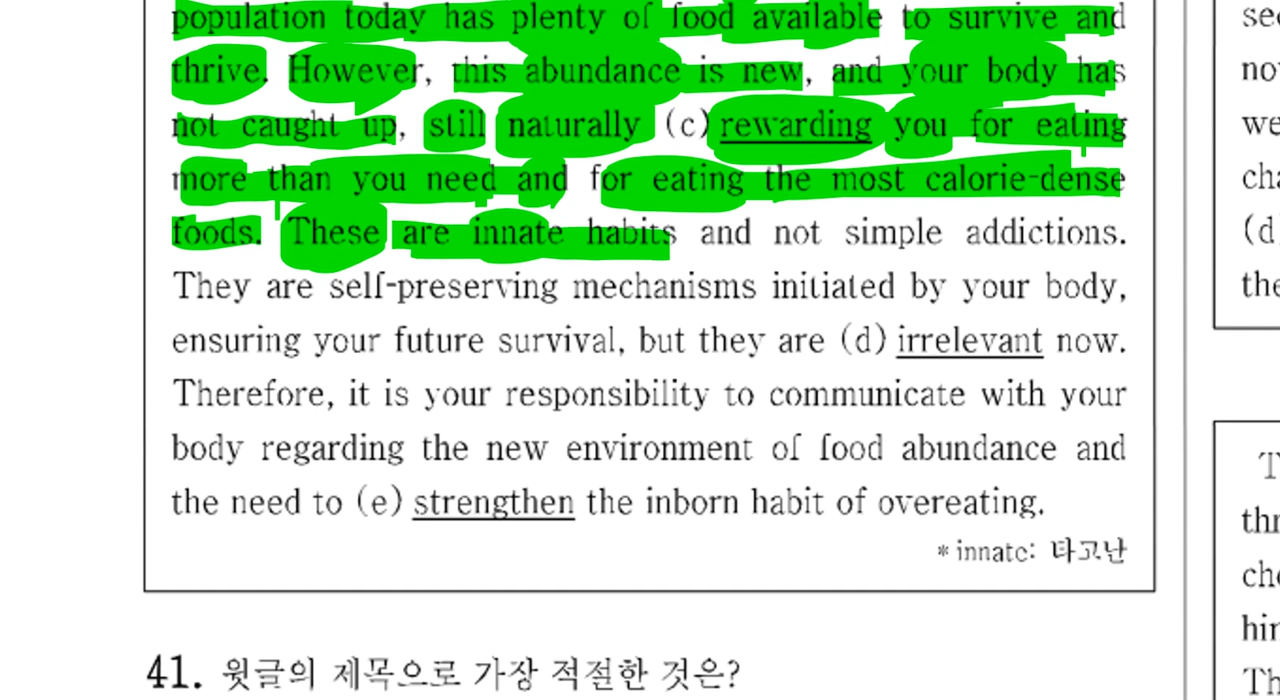 population today has plenty of food available to survive and
thrive. However, this abundance is new, and your body has
not caught up, still naturally (c) rewarding you for eating
more than you need and for eating the most calorie-dense
foods. These are innate habits and not simple addictions.
They are self-preserving mechanisms initiated by your body,
ensuring your future survival, but they are (d) irrelevant now.
Therefore, it is your responsibility to communicate with your
body regarding the new environment of food abundance and
the need to (e) strengthen the inborn habit of overeating.
* innate: 타고난
41. 윗글의 제목으로 가장 적절한 것은?
we
(d
the